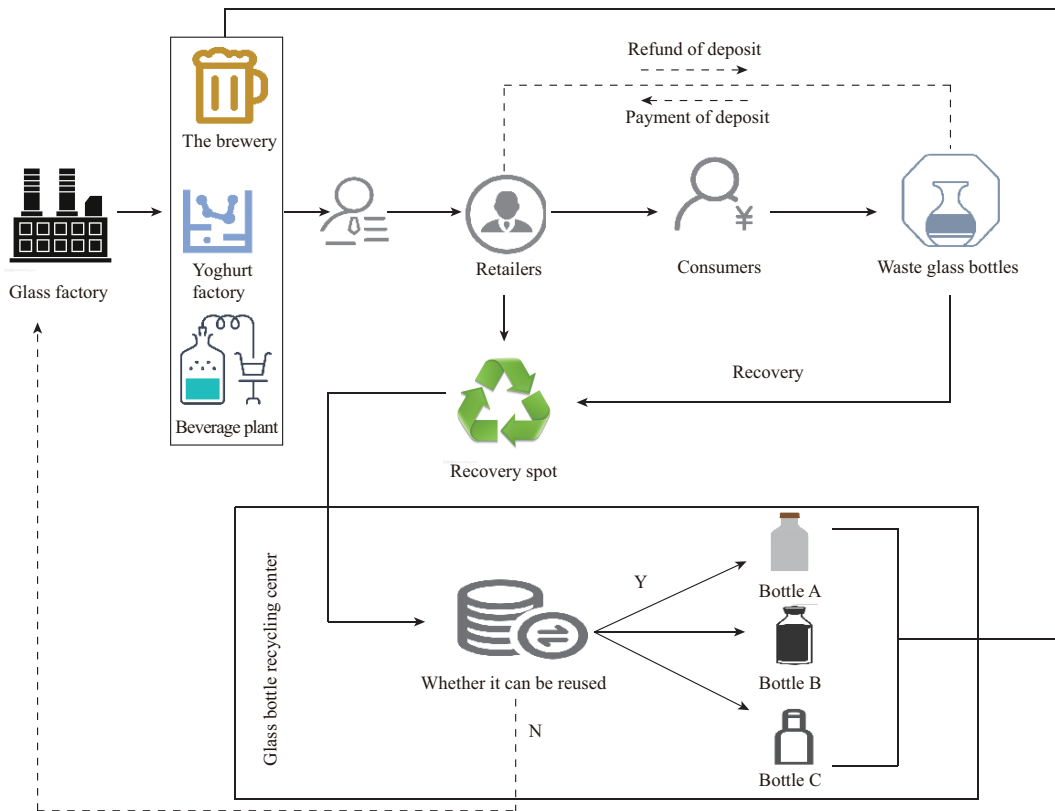 Refund of deposit
Payment of deposit
The brewery
Glass factory
Yoghurt
factory
Retailers
Consumers
¥
Waste glass bottles
Beverage plant
Recovery
Recovery spot
Glass bottle recycling center
Y
Bottle A
Whether it can be reused
Bottle B
N
Bottle C